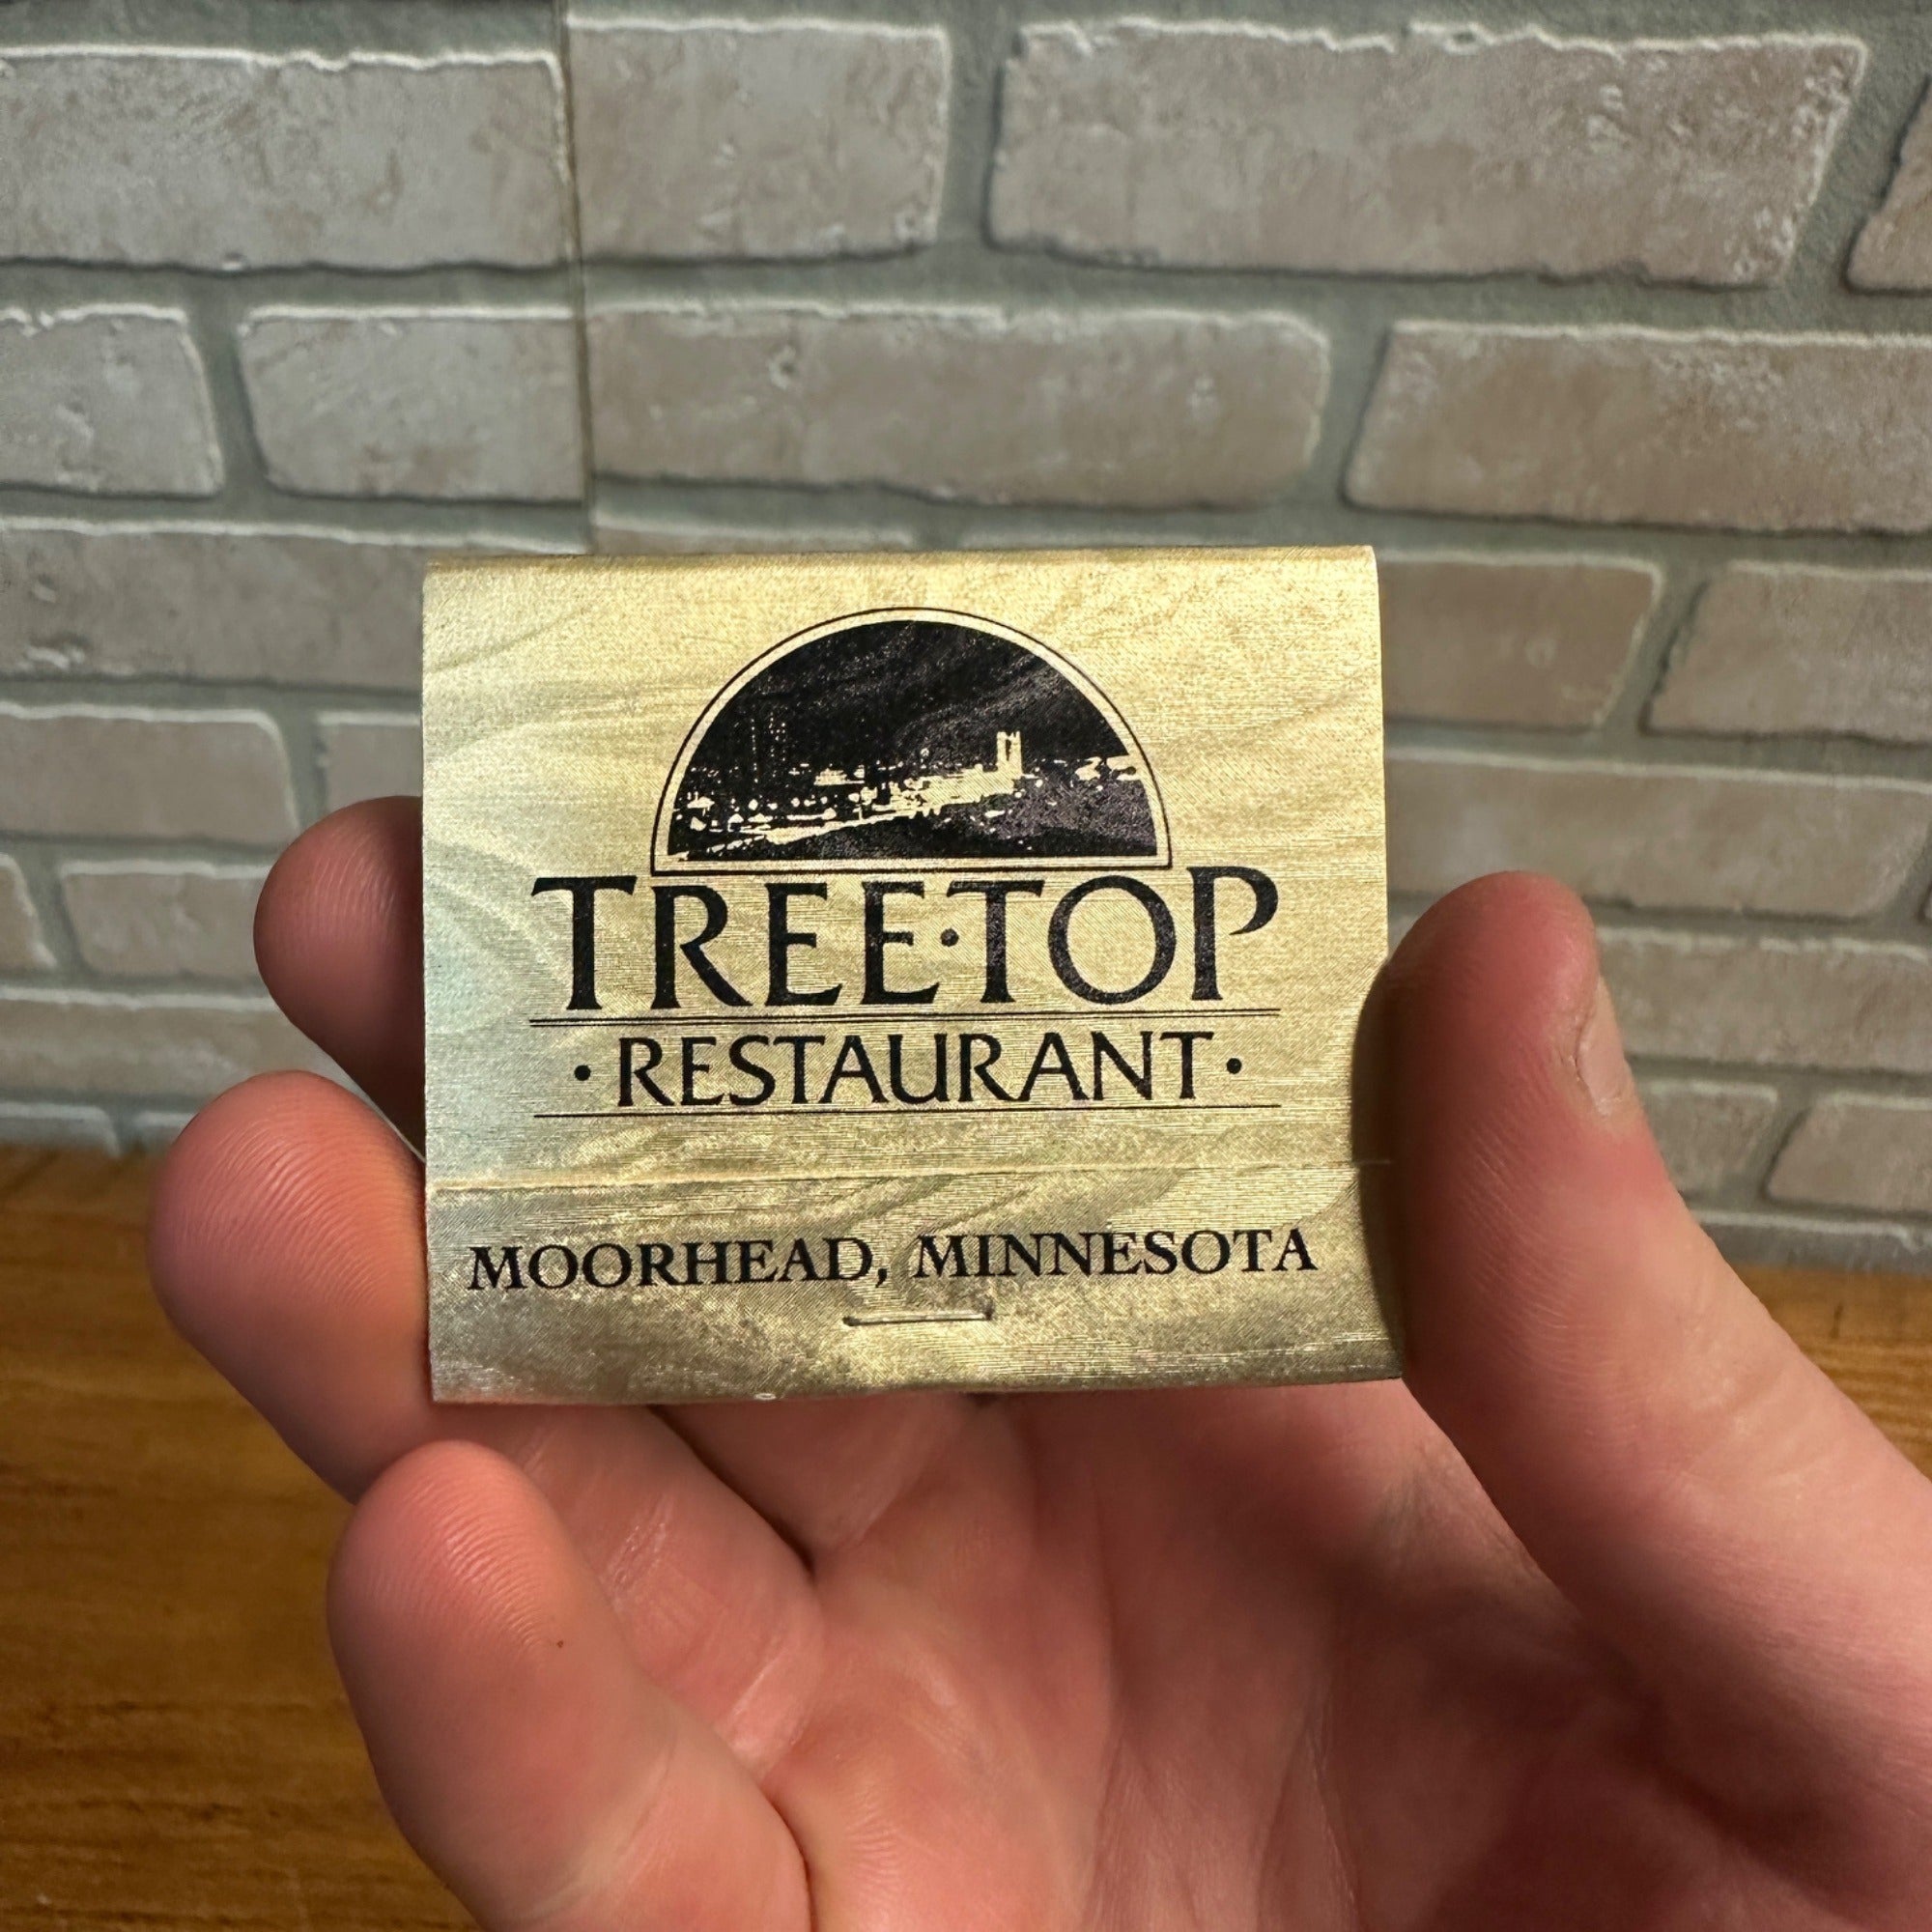 TREE·TOP
·RESTAURANT·
MOORHEAD, MINNESOTA